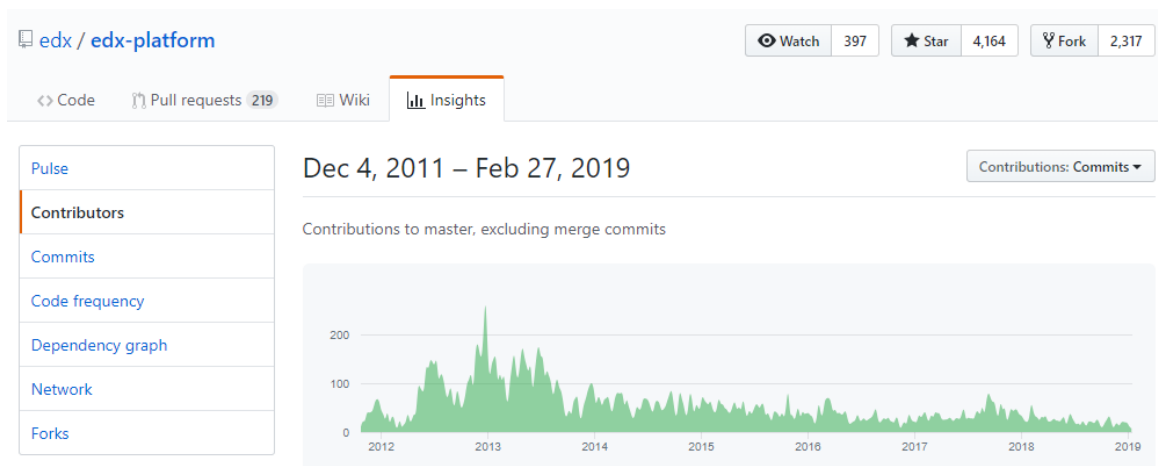 edx / edx-platform
Watch 397 Star 4,164 Fork 2,317
<> Code Pull requests 219 Wiki Insights
Pulse
Contributors
Commits
Code frequency
Dependency graph
Network
Forks
Dec 4, 2011 – Feb 27, 2019
Contributions: Commits
Contributions to master, excluding merge commits
200
100
0
2012 2013 2014 2015 2016 2017 2018 2019